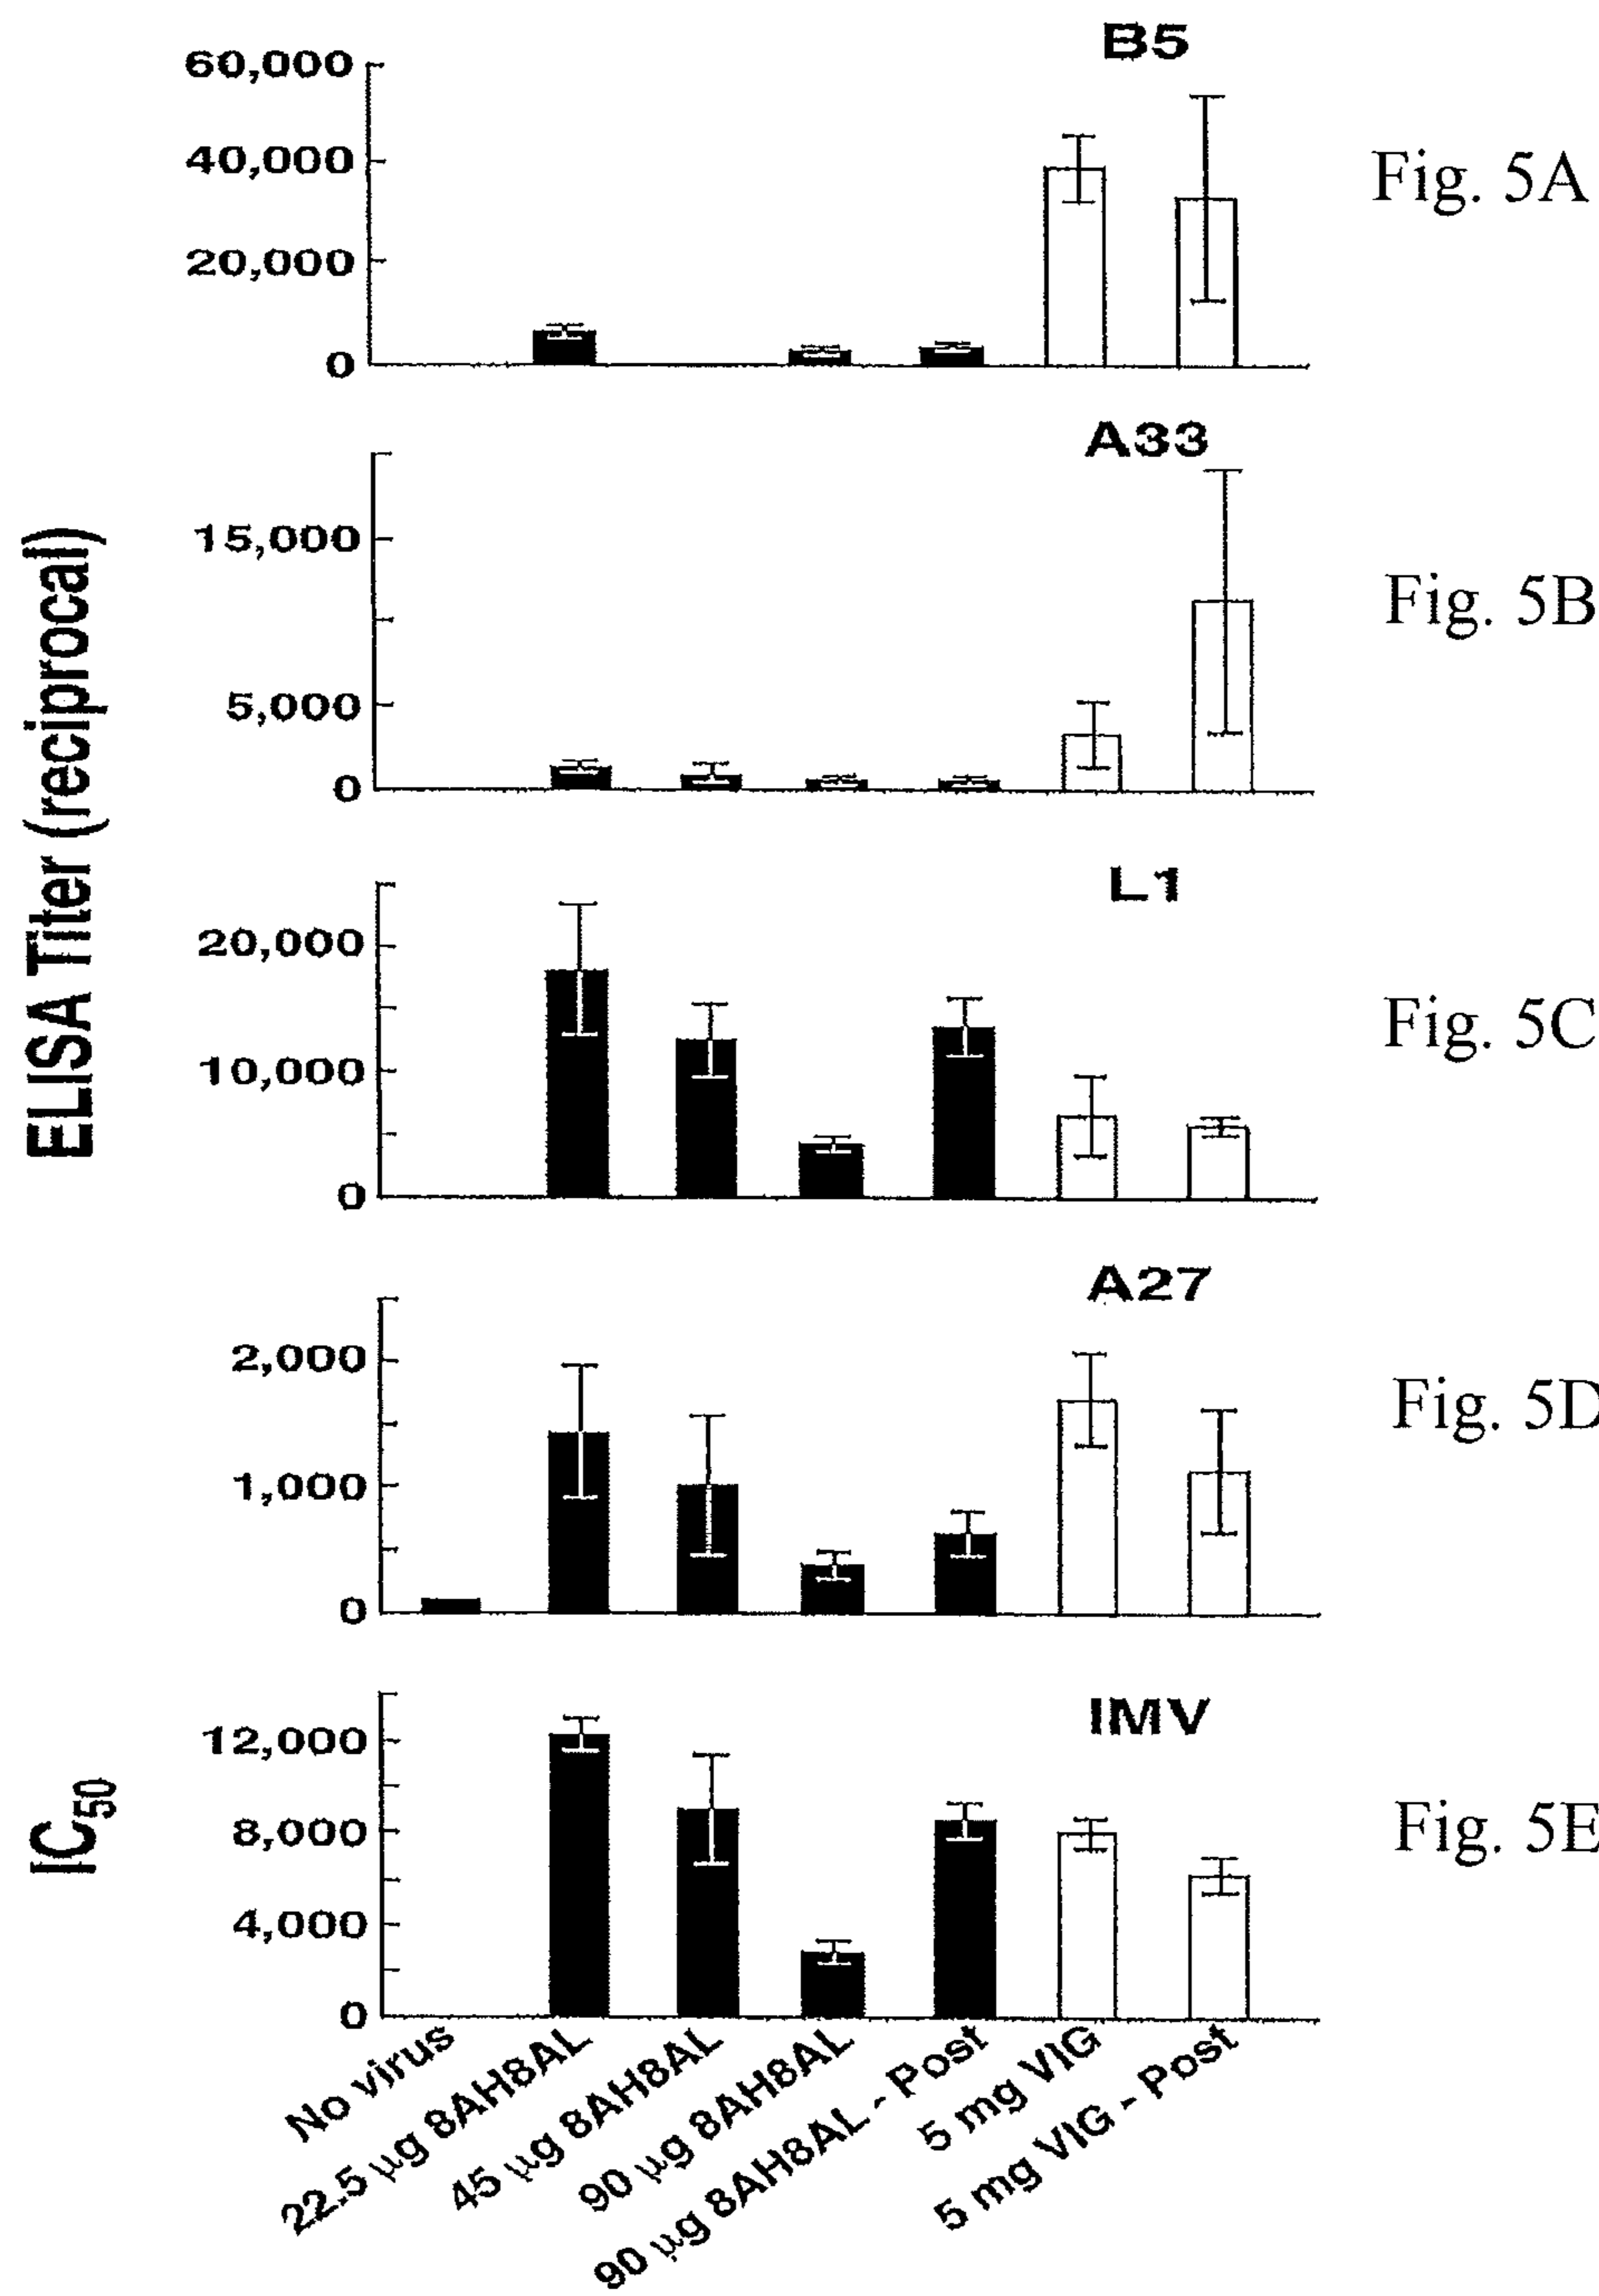 B5
60,000
40,000
20,000
0
Fig. 5A
A33
15,000
5,000
0
Fig. 5B
ELISA Titer (reciprocal)
L1
20,000
10,000
0
Fig. 5C
A27
2,000
1,000
0
Fig. 5D
IMV
12,000
8,000
4,000
0
IC50
Fig. 5E
No virus
22.5 µg 8AH8AL
45 µg 8AH8AL
90 µg 8AH8AL
90 µg 8AH8AL - Post
5 mg VIG
5 mg VIG - Post